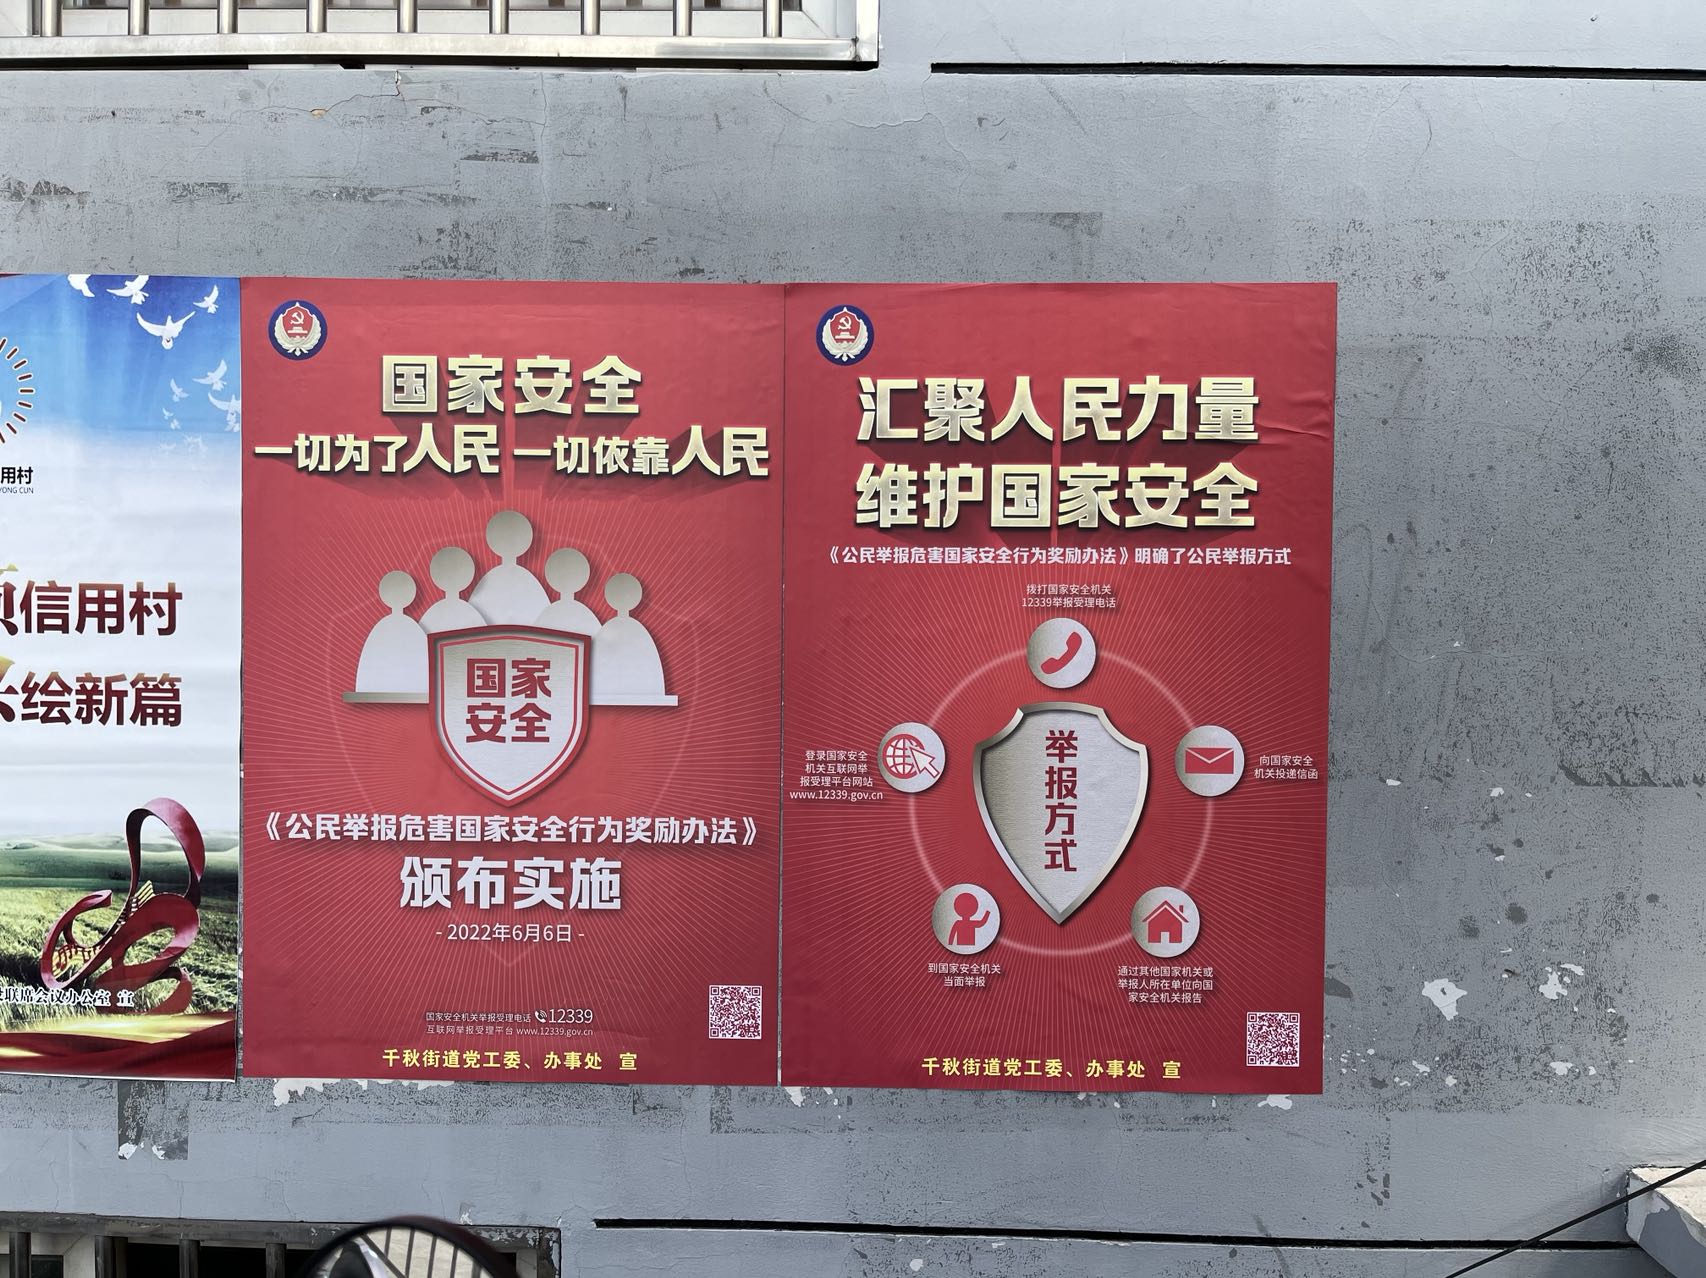 用村
YONG CUN
信用村
绘新篇
联席会议办公室 宣
国家安全
一切为了人民 一切依靠人民
国家
安全
《公民举报危害国家安全行为奖励办法》
颁布实施
- 2022年6月6日 -
国家安全机关举报受理电话 12339
互联网举报受理平台 www.12339.gov.cn
千秋街道党工委、办事处 宣
汇聚人民力量
维护国家安全
《公民举报危害国家安全行为奖励办法》明确了公民举报方式
拨打国家安全机关
12339举报受理电话
登录国家安全
机关互联网举
报受理平台网站
www.12339.gov.cn
举报方式
向国家安全
机关投递信函
到国家安全机关
当面举报
通过其他国家机关或
举报人所在单位向国
家安全机关报告
千秋街道党工委、办事处 宣